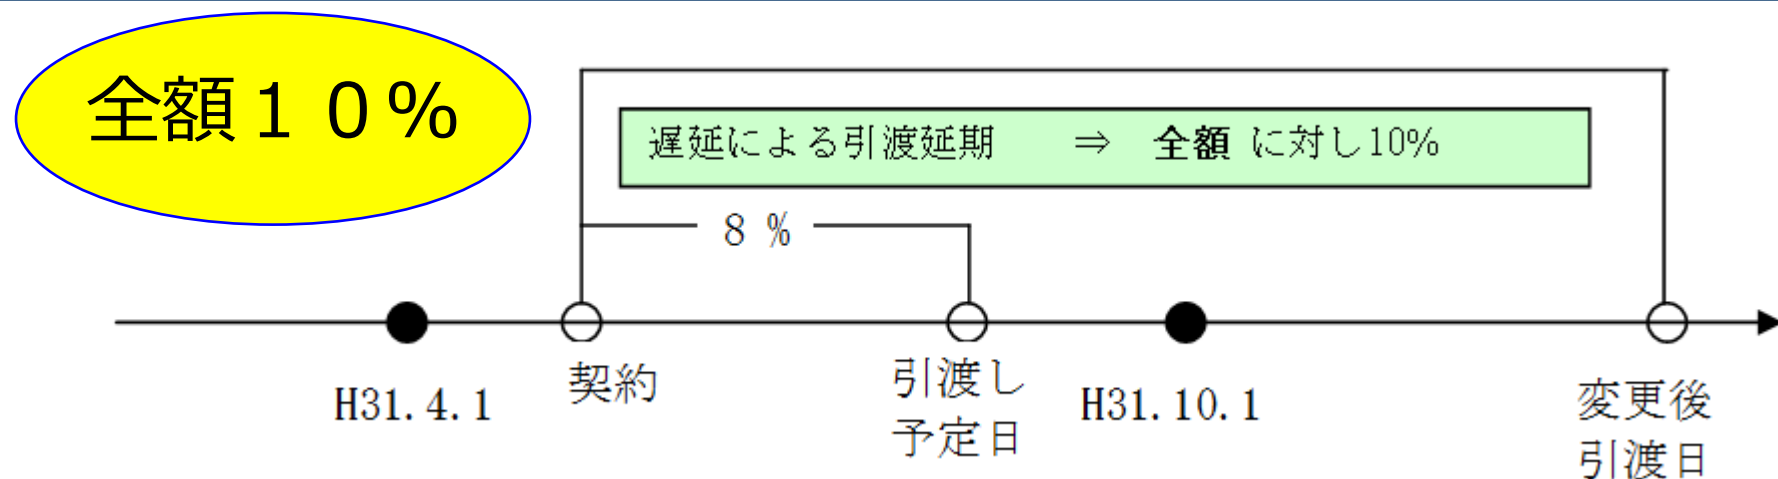 全額１０％
遅延による引渡延期　⇒　全額 に対し10%
8 %
H31.4.1
契約
引渡し
予定日
H31.10.1
変更後
引渡日